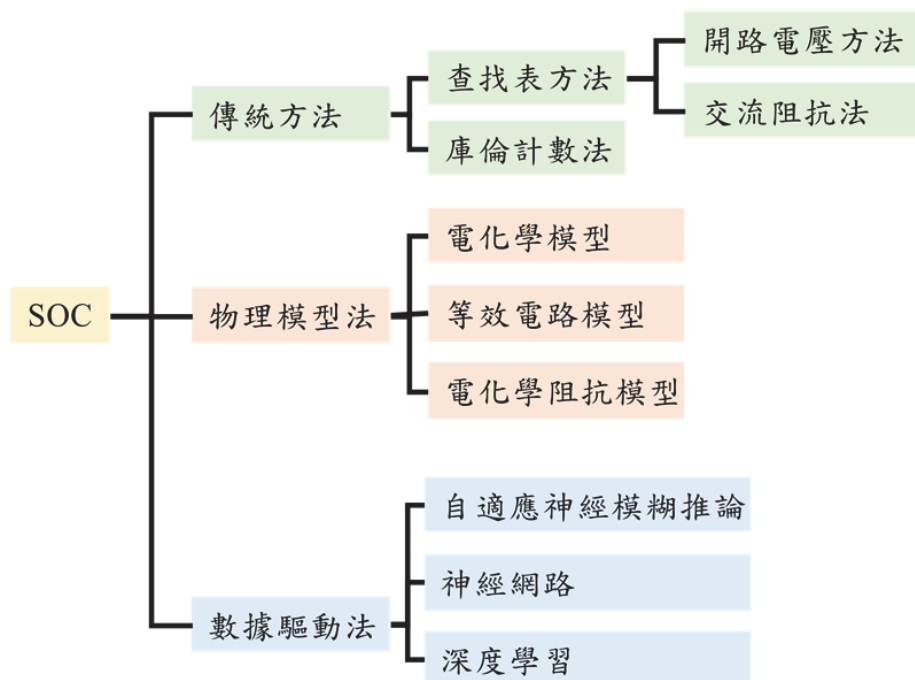 SOC
傳統方法
查找表方法
開路電壓方法
交流阻抗法
庫倫計數法
物理模型法
電化學模型
等效電路模型
電化學阻抗模型
數據驅動法
自適應神經模糊推論
神經網路
深度學習